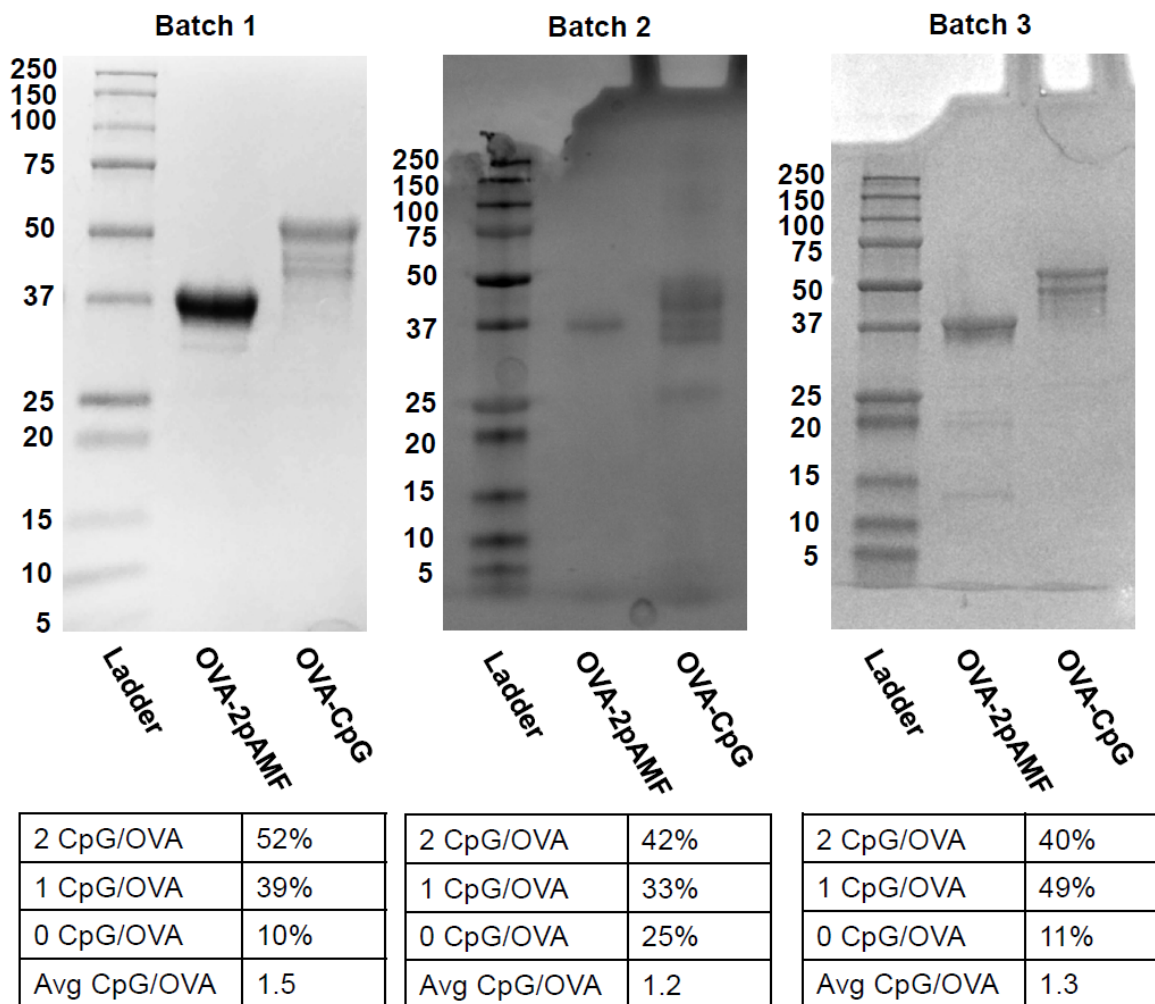 Batch 1
250
150
100
75
50
37
25
20
15
10
5
Ladder
OVA-2pAMF
OVA-CpG
2 CpG/OVA 52%
1 CpG/OVA 39%
0 CpG/OVA 10%
Avg CpG/OVA 1.5
Batch 2
250
150
100
75
50
37
25
20
15
10
5
Ladder
OVA-2pAMF
OVA-CpG
2 CpG/OVA 42%
1 CpG/OVA 33%
0 CpG/OVA 25%
Avg CpG/OVA 1.2
Batch 3
250
150
100
75
50
37
25
20
15
10
5
Ladder
OVA-2pAMF
OVA-CpG
2 CpG/OVA 40%
1 CpG/OVA 49%
0 CpG/OVA 11%
Avg CpG/OVA 1.3